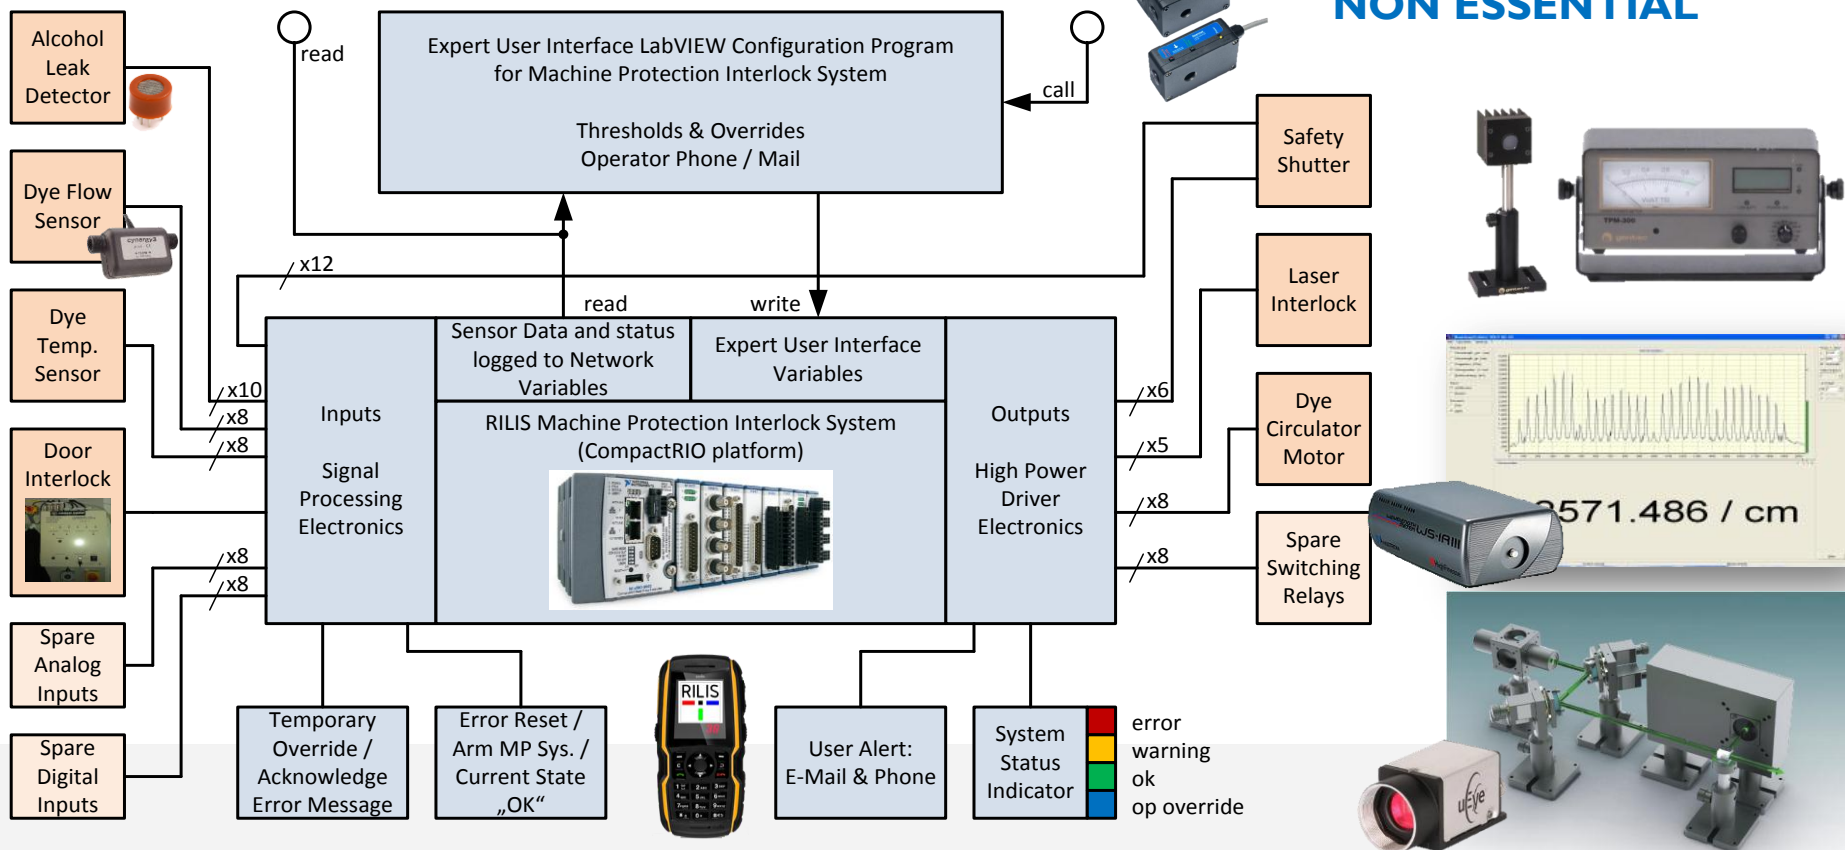 NON ESSENTIAL
Alcohol
Leak
Detector
read
Expert User Interface LabVIEW Configuration Program
for Machine Protection Interlock System
Thresholds & Overrides
Operator Phone / Mail
call
Safety
Shutter
Dye Flow
Sensor
cynergy3
x12
read
write
Laser
Interlock
TPM-300
Dye
Temp.
Sensor
Inputs
Signal
Processing
Electronics
Sensor Data and status
logged to Network
Variables
Expert User Interface
Variables
RILIS Machine Protection Interlock System
(CompactRIO platform)
Outputs
High Power
Driver
Electronics
x10
x8
x8
x8
x8
x6
x5
x8
x8
Door
Interlock
Dye
Circulator
Motor
Spare
Switching
Relays
571.486 / cm
Spare
Analog
Inputs
Spare
Digital
Inputs
Temporary
Override /
Acknowledge
Error Message
Error Reset /
Arm MP Sys. /
Current State
„OK“
RILIS
User Alert:
E-Mail & Phone
System
Status
Indicator
error
warning
ok
op override
uEye